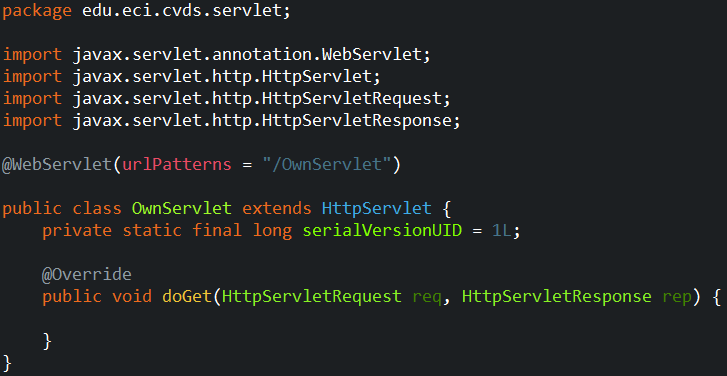 package edu.eci.cvds.servlet;
import javax.servlet.annotation.WebServlet;
import javax.servlet.http.HttpServlet;
import javax.servlet.http.HttpServletRequest;
import javax.servlet.http.HttpServletResponse;
@WebServlet(urlPatterns = "/OwnServlet")
public class OwnServlet extends HttpServlet {
    private static final long serialVersionUID = 1L;
    @Override
    public void doGet(HttpServletRequest req, HttpServletResponse rep) {
    }
}